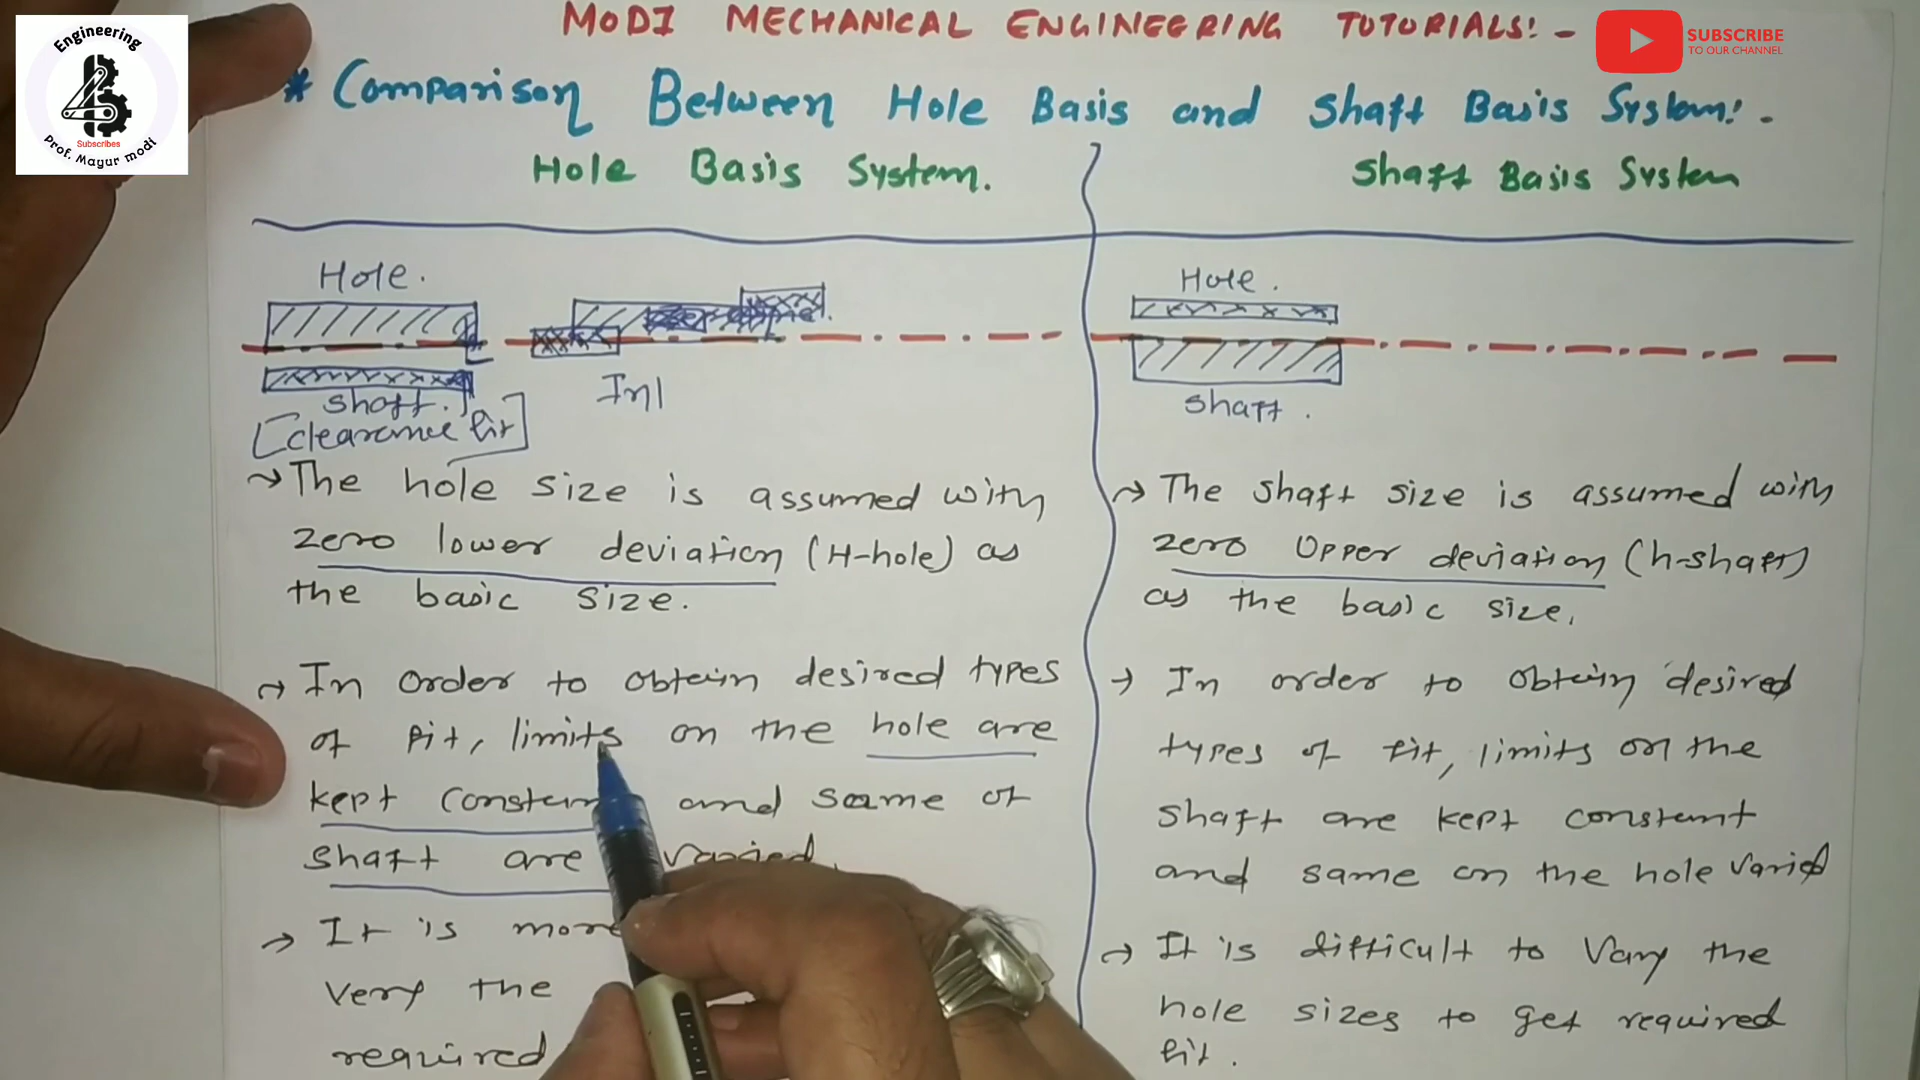 MODI MECHANICAL ENGINEERING TUTORIALS:-
SUBSCRIBE
TO OUR CHANNEL
Engineering
Subscribes
Prof. Mayur modi
* Comparison Between Hole Basis and Shaft Basis System:-
Hole Basis System.
Hole.
Shaft.
[clearance fit]
→ The hole size is assumed with
zero lower deviation (H-hole) as
the basic size.
→ In order to obtain desired types
of fit, limits on the hole are
kept constant and same of
shaft are varied.
→ It is more
very the
required
Shaft Basis System
Hole.
Shaft.
→ The shaft size is assumed with
zero Upper deviation (h-shaft)
as the basic size.
→ In order to obtain desired
types of fit, limits on the
shaft are kept constant
and same on the hole varied
→ It is difficult to Vary the
hole sizes to get required
fit.